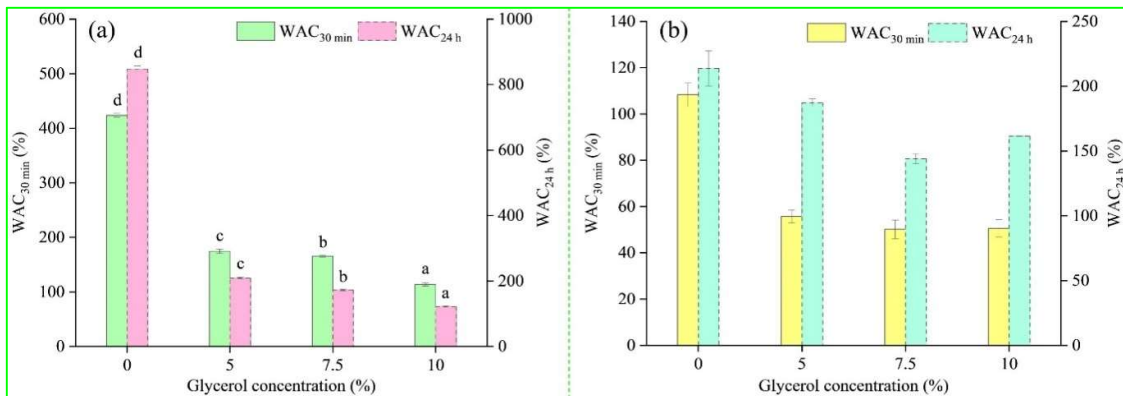 (a)
WAC30 min WAC24 h
600
500
400
300
200
100
0
WAC30 min (%)
1000
800
600
400
200
0
WAC24 h (%)
d d
c c
b b
a a
0 5 7.5 10
Glycerol concentration (%)
(b)
WAC30 min WAC24 h
140
120
100
80
60
40
20
0
WAC30 min (%)
250
200
150
100
50
0
WAC24 h (%)
0 5 7.5 10
Glycerol concentration (%)